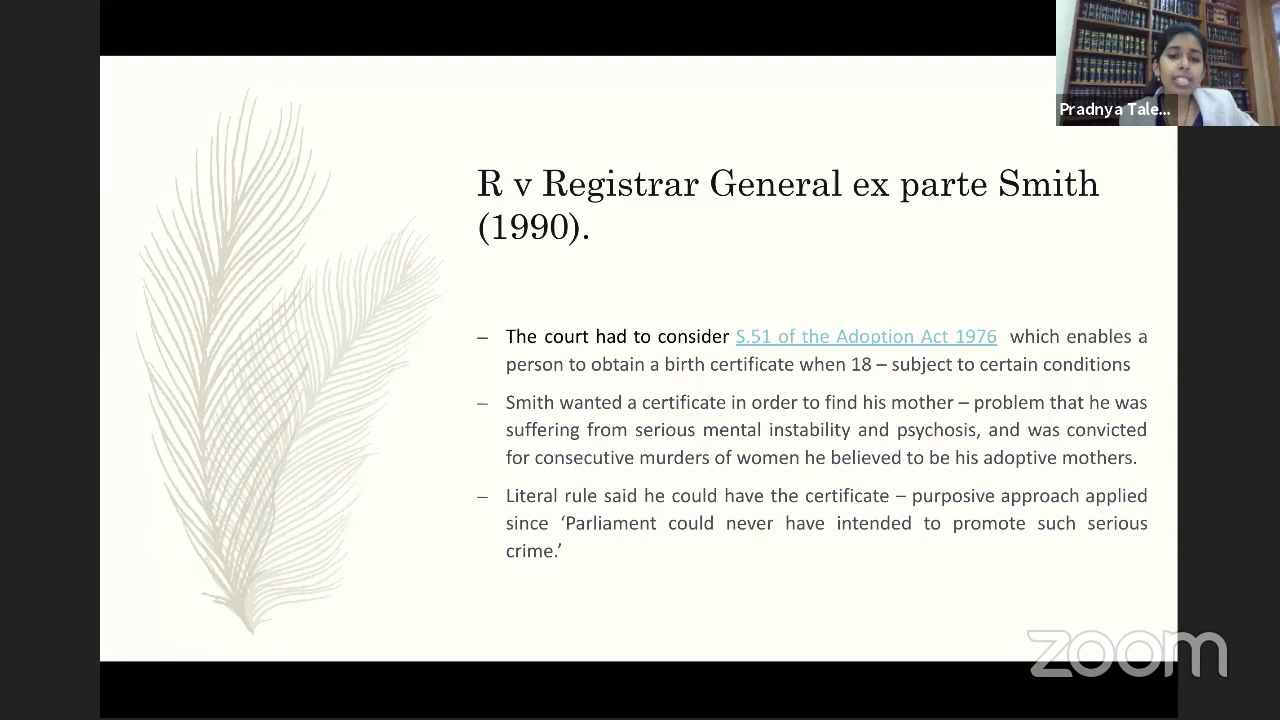 Pradnya Tale...
R v Registrar General ex parte Smith
(1990).
– The court had to consider S.51 of the Adoption Act 1976 which enables a
person to obtain a birth certificate when 18 – subject to certain conditions
– Smith wanted a certificate in order to find his mother – problem that he was
suffering from serious mental instability and psychosis, and was convicted
for consecutive murders of women he believed to be his adoptive mothers.
– Literal rule said he could have the certificate – purposive approach applied
since ‘Parliament could never have intended to promote such serious
crime.’
zoom